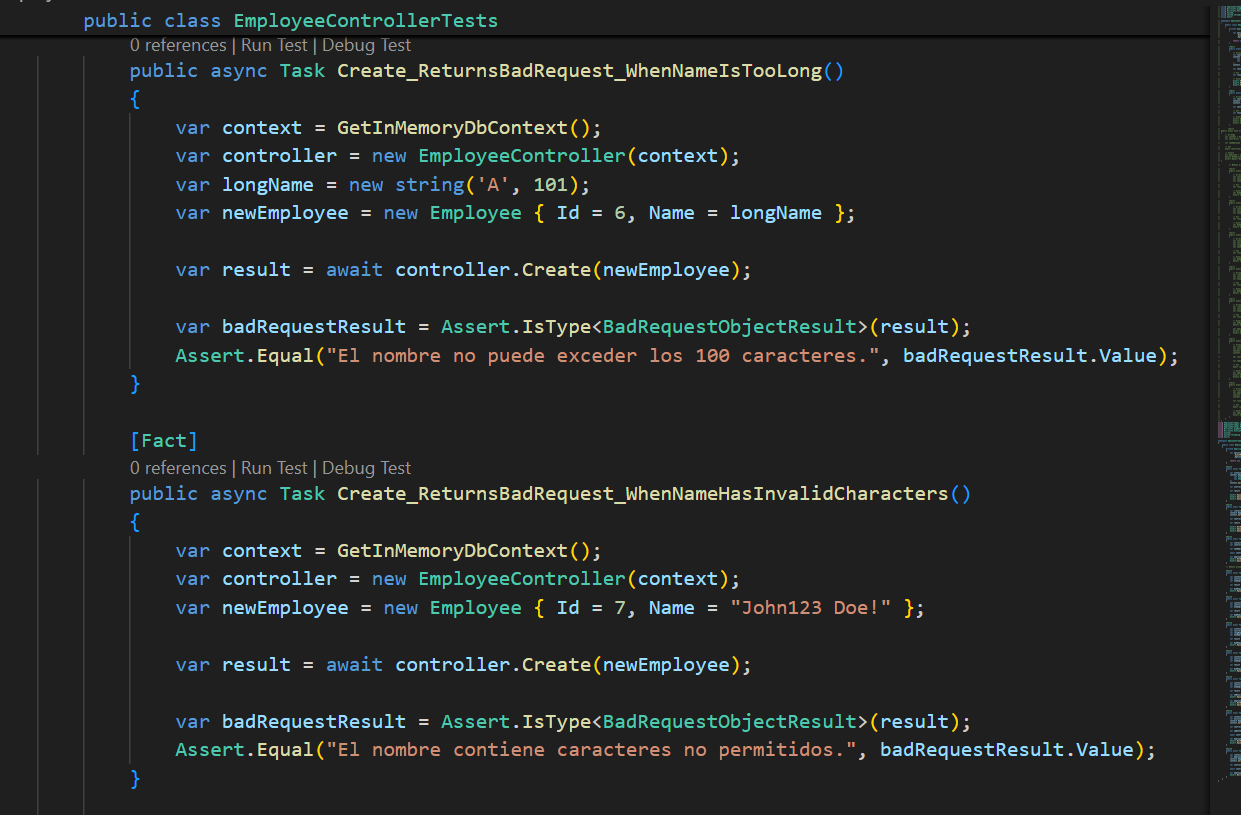 public class EmployeeControllerTests
0 references | Run Test | Debug Test
public async Task Create_ReturnsBadRequest_WhenNameIsTooLong()
{
var context = GetInMemoryDbContext();
var controller = new EmployeeController(context);
var longName = new string('A', 101);
var newEmployee = new Employee { Id = 6, Name = longName };
var result = await controller.Create(newEmployee);
var badRequestResult = Assert.IsType<BadRequestObjectResult>(result);
Assert.Equal("El nombre no puede exceder los 100 caracteres.", badRequestResult.Value);
}
[Fact]
0 references | Run Test | Debug Test
public async Task Create_ReturnsBadRequest_WhenNameHasInvalidCharacters()
{
var context = GetInMemoryDbContext();
var controller = new EmployeeController(context);
var newEmployee = new Employee { Id = 7, Name = "John123 Doe!" };
var result = await controller.Create(newEmployee);
var badRequestResult = Assert.IsType<BadRequestObjectResult>(result);
Assert.Equal("El nombre contiene caracteres no permitidos.", badRequestResult.Value);
}